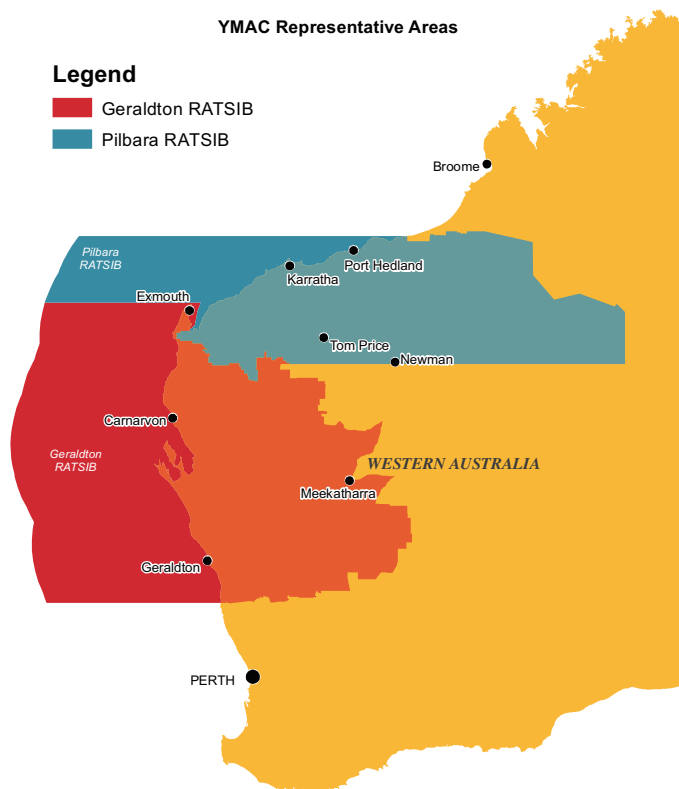 YMAC Representative Areas
Legend
Geraldton RATSIB
Pilbara RATSIB
Broome
Pilbara
RATSIB
Port Hedland
Karratha
Exmouth
Tom Price
Newman
Carnarvon
Geraldton
RATSIB
WESTERN AUSTRALIA
Meekatharra
Geraldton
PERTH